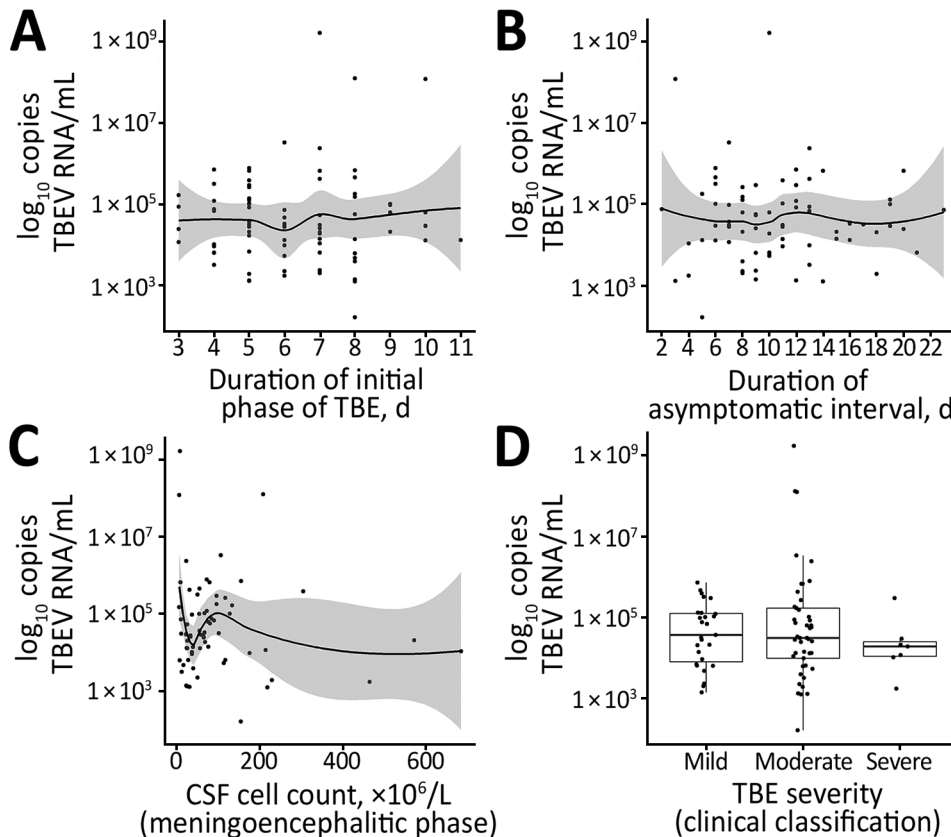 A
log10 copies
TBEV RNA/mL
1×10⁹
1×10⁷
1×10⁵
1×10³
3 4 5 6 7 8 9 10 11
Duration of initial
phase of TBE, d
B
log10 copies
TBEV RNA/mL
1×10⁹
1×10⁷
1×10⁵
1×10³
2 4 6 8 10 12 14 16 18 20 22
Duration of
asymptomatic interval, d
C
log10 copies
TBEV RNA/mL
1×10⁹
1×10⁷
1×10⁵
1×10³
0 200 400 600
CSF cell count, ×10⁶/L
(meningoencephalitic phase)
D
log10 copies
TBEV RNA/mL
1×10⁹
1×10⁷
1×10⁵
1×10³
Mild Moderate Severe
TBE severity
(clinical classification)